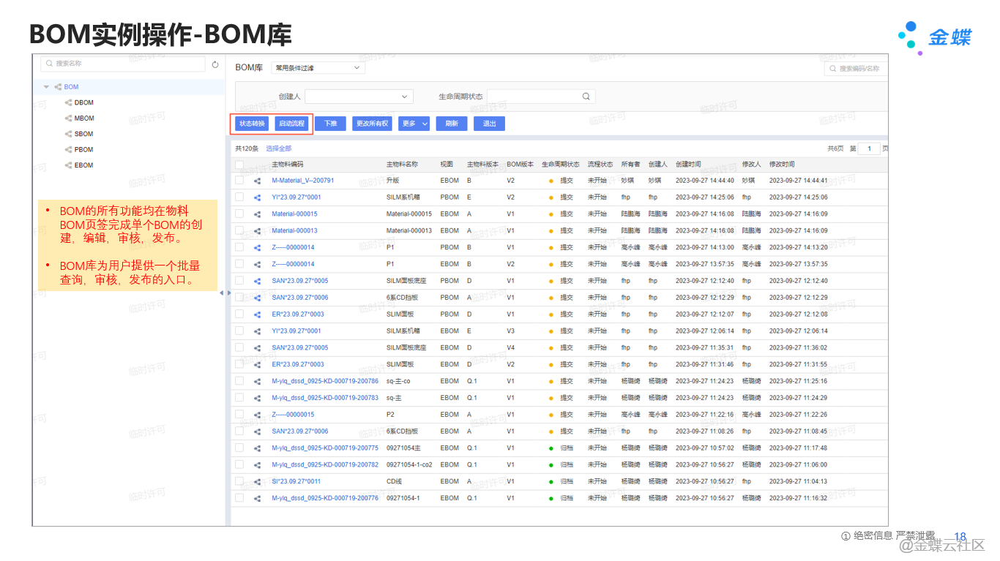 BOM实例操作-BOM库
金蝶
搜索名称
BOM
DBOM
MBOM
SBOM
PBOM
EBOM
• BOM的所有功能均在物料
BOM页签完成单个BOM的创
建，编辑，审核，发布。
• BOM库为用户提供一个批量
查询，审核，发布的入口。
BOM库 常用条件过滤 搜索编码/名称
创建人 生命周期状态
状态转换 启动流程 下推 更改所有权 更多 刷新 退出
共120条 选择全部 共6页 第 1 页
主物料编码 主物料名称 视图 主物料版本 BOM版本 生命周期状态 流程状态 所有者 创建人 创建时间 修改人 修改时间
M-Material_V--200791 升版 EBOM B V2 提交 未开始 妙琪 妙琪 2023-09-27 14:44:40 妙琪 2023-09-27 14:44:41
YI*23.09.27*0001 SILM系机箱 PBOM E V2 提交 未开始 fhp fhp 2023-09-27 14:25:06 fhp 2023-09-27 14:25:06
Material-000015 Material-000015 EBOM A V1 提交 未开始 陆鹏海 陆鹏海 2023-09-27 14:16:08 陆鹏海 2023-09-27 14:16:09
Material-000013 Material-000013 EBOM A V1 提交 未开始 陆鹏海 陆鹏海 2023-09-27 14:16:08 陆鹏海 2023-09-27 14:16:09
Z-----00000014 P1 PBOM B V1 提交 未开始 高永峰 高永峰 2023-09-27 14:13:00 高永峰 2023-09-27 14:13:20
Z-----00000014 P1 EBOM B V2 提交 未开始 高永峰 高永峰 2023-09-27 13:57:35 高永峰 2023-09-27 13:57:35
SAN*23.09.27*0005 SILM面板底座 PBOM D V1 提交 未开始 fhp fhp 2023-09-27 12:12:40 fhp 2023-09-27 12:12:40
SAN*23.09.27*0006 6系CD挡板 PBOM A V1 提交 未开始 fhp fhp 2023-09-27 12:12:29 fhp 2023-09-27 12:12:29
ER*23.09.27*0003 SLIM面板 PBOM D V1 提交 未开始 fhp fhp 2023-09-27 12:12:07 fhp 2023-09-27 12:12:08
YI*23.09.27*0001 SILM系机箱 EBOM E V3 提交 未开始 fhp fhp 2023-09-27 12:06:14 fhp 2023-09-27 12:06:14
SAN*23.09.27*0005 SILM面板底座 EBOM D V4 提交 未开始 fhp fhp 2023-09-27 11:35:31 fhp 2023-09-27 11:36:02
ER*23.09.27*0003 SLIM面板 EBOM D V2 提交 未开始 fhp fhp 2023-09-27 11:31:46 fhp 2023-09-27 11:31:55
M-ylq_dssd_0925-KD-000719-200786 sq-主-co EBOM Q.1 V1 提交 未开始 杨璐绮 杨璐绮 2023-09-27 11:24:23 杨璐绮 2023-09-27 11:25:16
M-ylq_dssd_0925-KD-000719-200783 sq-主 EBOM Q.1 V1 提交 未开始 杨璐绮 杨璐绮 2023-09-27 11:24:23 杨璐绮 2023-09-27 11:24:29
Z-----00000015 P2 EBOM A V1 提交 未开始 高永峰 高永峰 2023-09-27 11:22:16 高永峰 2023-09-27 11:22:26
SAN*23.09.27*0006 6系CD挡板 EBOM A V1 提交 未开始 fhp fhp 2023-09-27 11:08:26 fhp 2023-09-27 11:08:45
M-ylq_dssd_0925-KD-000719-200775 09271054主 EBOM Q.1 V1 归档 未开始 杨璐绮 杨璐绮 2023-09-27 10:57:02 杨璐绮 2023-09-27 11:17:48
M-ylq_dssd_0925-KD-000719-200782 09271054-1-co2 EBOM Q.1 V1 归档 未开始 杨璐绮 杨璐绮 2023-09-27 10:56:27 杨璐绮 2023-09-27 11:06:00
SI*23.09.27*0011 CD线 EBOM A V1 归档 未开始 杨璐绮 杨璐绮 2023-09-27 10:56:27 fhp 2023-09-27 11:04:13
M-ylq_dssd_0925-KD-000719-200776 09271054-1 EBOM Q.1 V1 归档 未开始 杨璐绮 杨璐绮 2023-09-27 10:56:27 杨璐绮 2023-09-27 11:16:32
临时许可
① 绝密信息 严禁泄露 18
@金蝶云社区